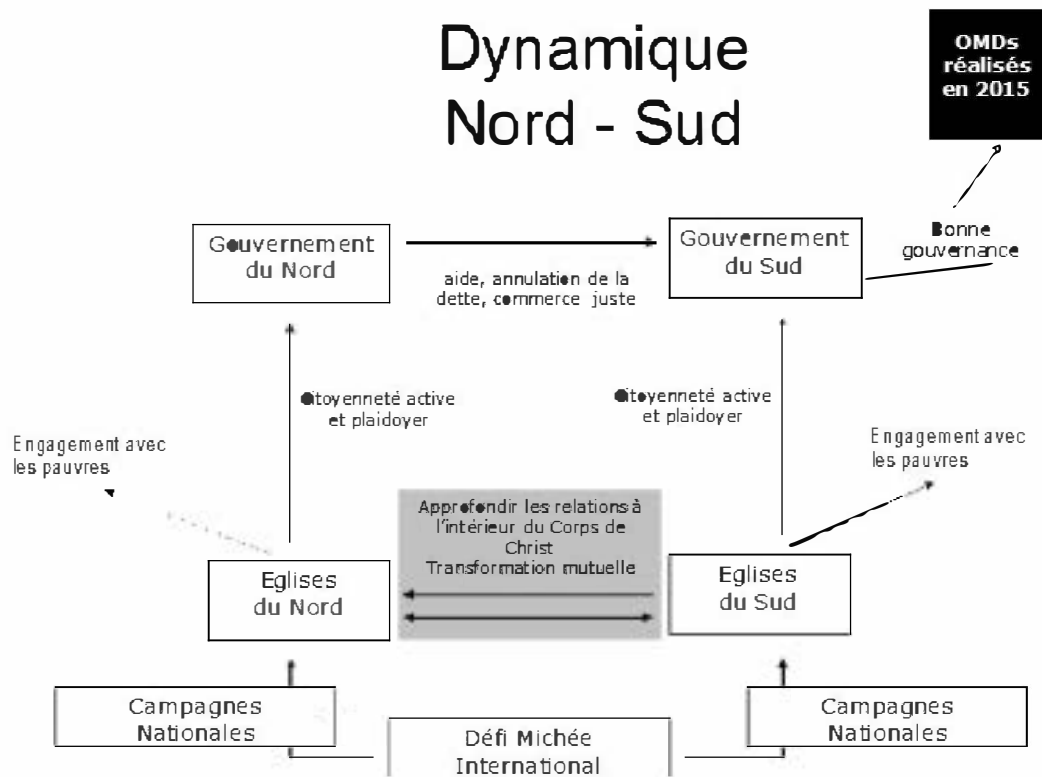 Dynamique
Nord - Sud
OMDs
réalisés
en 2015
Gouvernement
du Nord
Gouvernement
du Sud
Bonne
gouvernance
aide, annulation de la
dette, commerce juste
Citoyenneté active
et plaidoyer
Citoyenneté active
et plaidoyer
Engagement avec
les pauvres
Engagement avec
les pauvres
Approfondir les relations à
l'intérieur du Corps de
Christ
Transformation mutuelle
Eglises
du Nord
Eglises
du Sud
Campagnes
Nationales
Défi Michée
International
Campagnes
Nationales